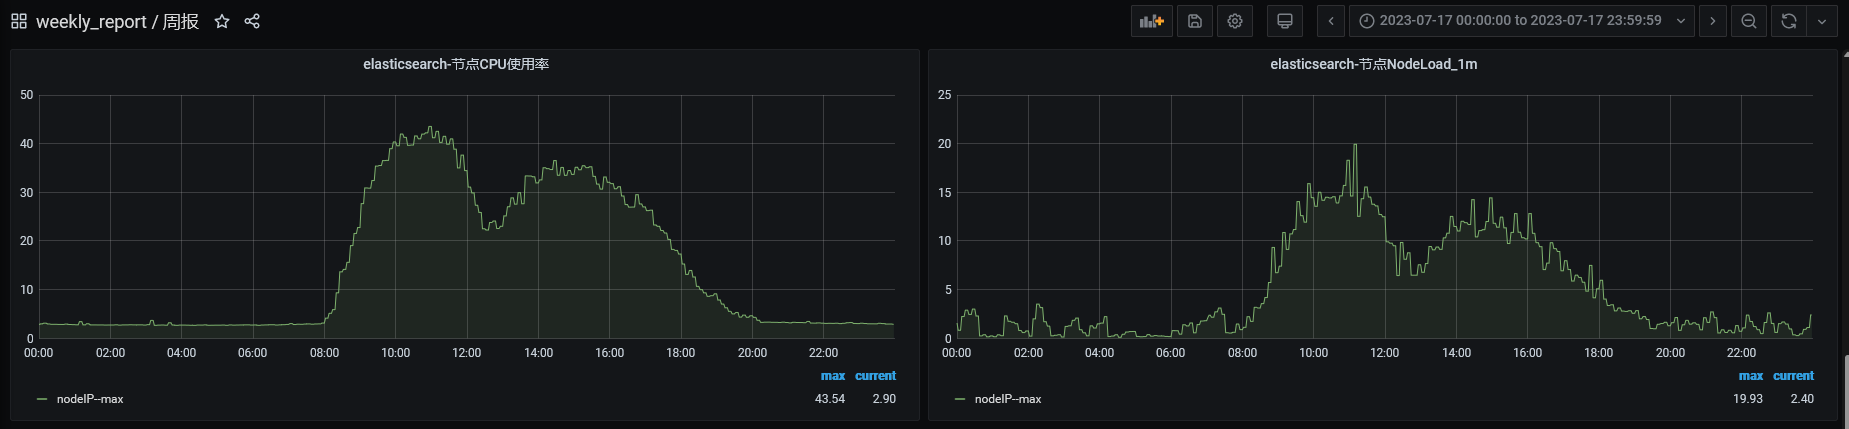 weekly_report / 周报
2023-07-17 00:00:00 to 2023-07-17 23:59:59
elasticsearch-节点CPU使用率
50
40
30
20
10
0
00:00 02:00 04:00 06:00 08:00 10:00 12:00 14:00 16:00 18:00 20:00 22:00
max current
nodeIP--max 43.54 2.90
elasticsearch-节点NodeLoad_1m
25
20
15
10
5
0
00:00 02:00 04:00 06:00 08:00 10:00 12:00 14:00 16:00 18:00 20:00 22:00
max current
nodeIP--max 19.93 2.40